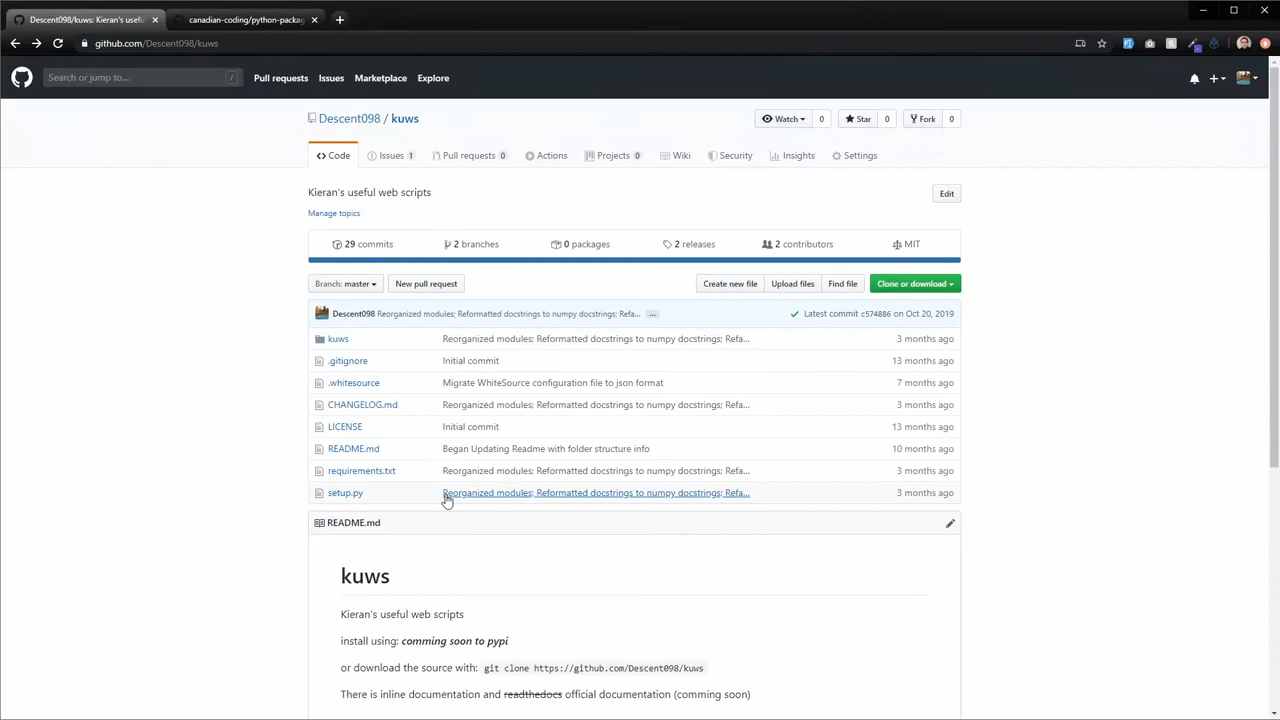 Descent098/kuws: Kieran's useful
canadian-coding/python-packag
github.com/Descent098/kuws
Search or jump to...
/
Pull requests
Issues
Marketplace
Explore
Descent098 / kuws
Watch
0
Star
0
Fork
0
Code
Issues 1
Pull requests 0
Actions
Projects 0
Wiki
Security
Insights
Settings
Kieran's useful web scripts
Edit
Manage topics
29 commits
2 branches
0 packages
2 releases
2 contributors
MIT
Branch: master
New pull request
Create new file
Upload files
Find file
Clone or download
Descent098 Reorganized modules; Reformatted docstrings to numpy docstrings; Refa...
...
Latest commit c574886 on Oct 20, 2019
kuws
Reorganized modules; Reformatted docstrings to numpy docstrings; Refa...
3 months ago
.gitignore
Initial commit
13 months ago
.whitesource
Migrate WhiteSource configuration file to json format
7 months ago
CHANGELOG.md
Reorganized modules; Reformatted docstrings to numpy docstrings; Refa...
3 months ago
LICENSE
Initial commit
13 months ago
README.md
Began Updating Readme with folder structure info
10 months ago
requirements.txt
Reorganized modules; Reformatted docstrings to numpy docstrings; Refa...
3 months ago
setup.py
Reorganized modules; Reformatted docstrings to numpy docstrings; Refa...
3 months ago
README.md
kuws
Kieran's useful web scripts
install using: comming soon to pypi
or download the source with: git clone https://github.com/Descent098/kuws
There is inline documentation and readthedocs official documentation (comming soon)